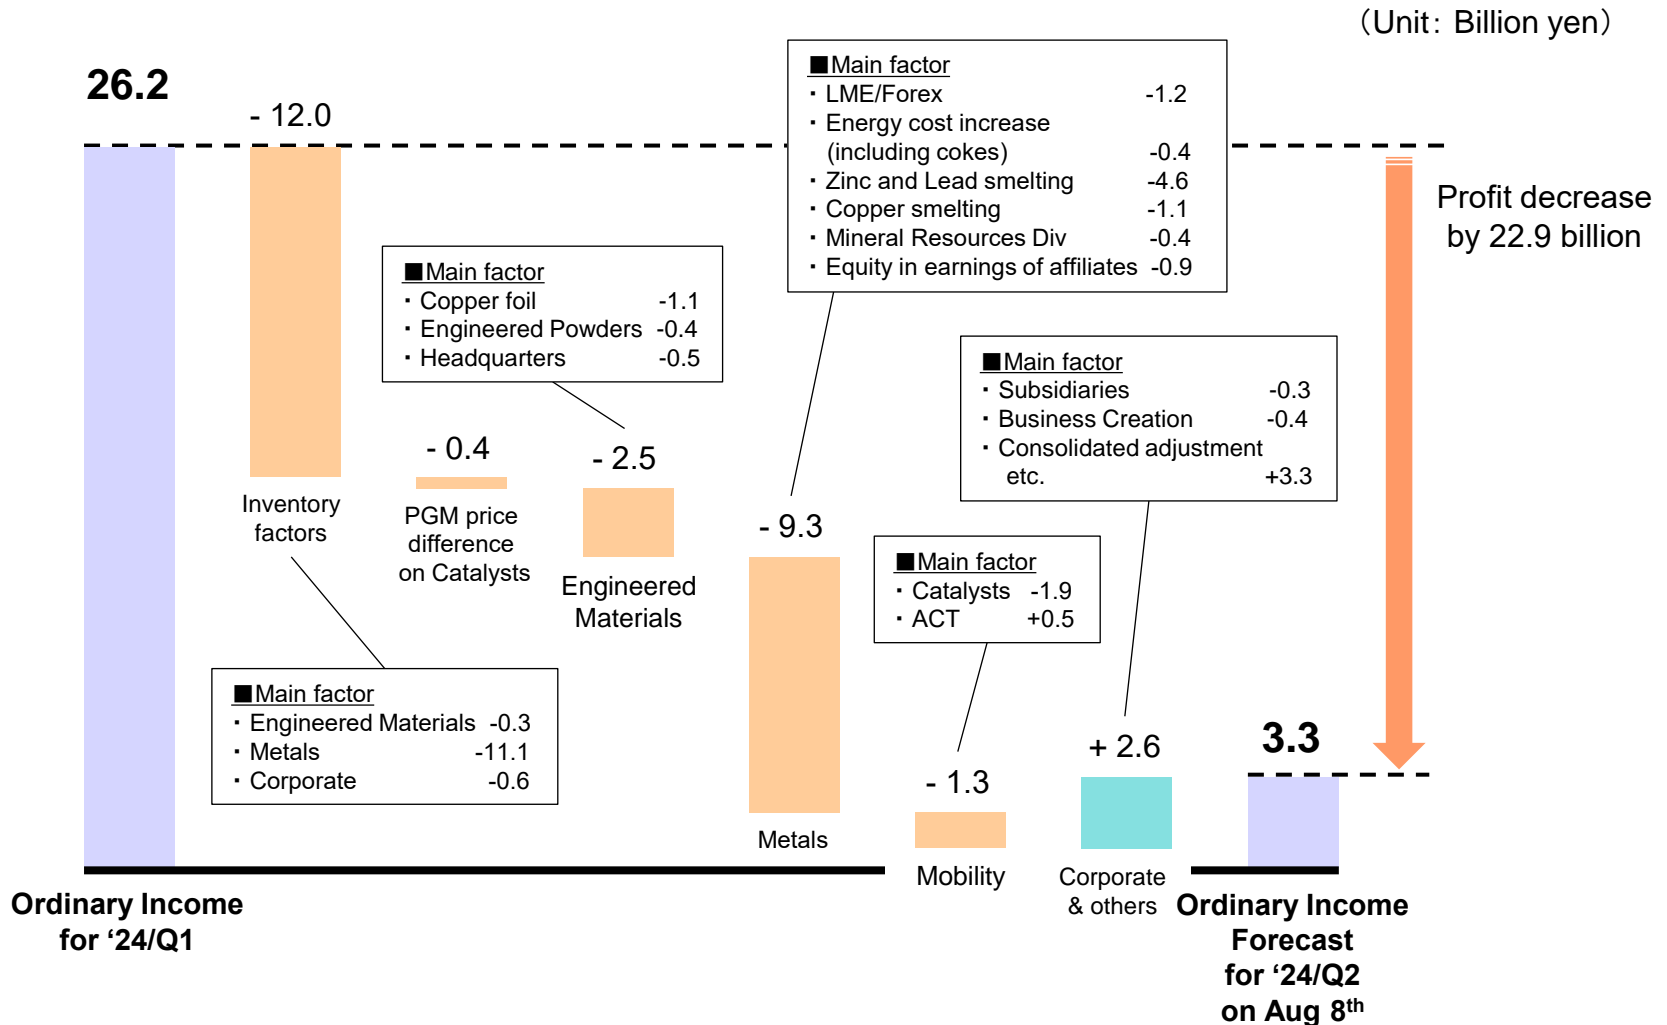 （Unit: Billion yen）
26.2
- 12.0
Inventory
factors
■Main factor
・Engineered Materials -0.3
・Metals -11.1
・Corporate -0.6
- 0.4
PGM price
difference
on Catalysts
■Main factor
・Copper foil -1.1
・Engineered Powders -0.4
・Headquarters -0.5
- 2.5
Engineered
Materials
■Main factor
・LME/Forex -1.2
・Energy cost increase
(including cokes) -0.4
・Zinc and Lead smelting -4.6
・Copper smelting -1.1
・Mineral Resources Div -0.4
・Equity in earnings of affiliates -0.9
- 9.3
Metals
■Main factor
・Catalysts -1.9
・ACT +0.5
- 1.3
Mobility
■Main factor
・Subsidiaries -0.3
・Business Creation -0.4
・Consolidated adjustment
etc. +3.3
+ 2.6
Corporate
& others
3.3
Profit decrease
by 22.9 billion
Ordinary Income
for ‘24/Q1
Ordinary Income
Forecast
for ‘24/Q2
on Aug 8th